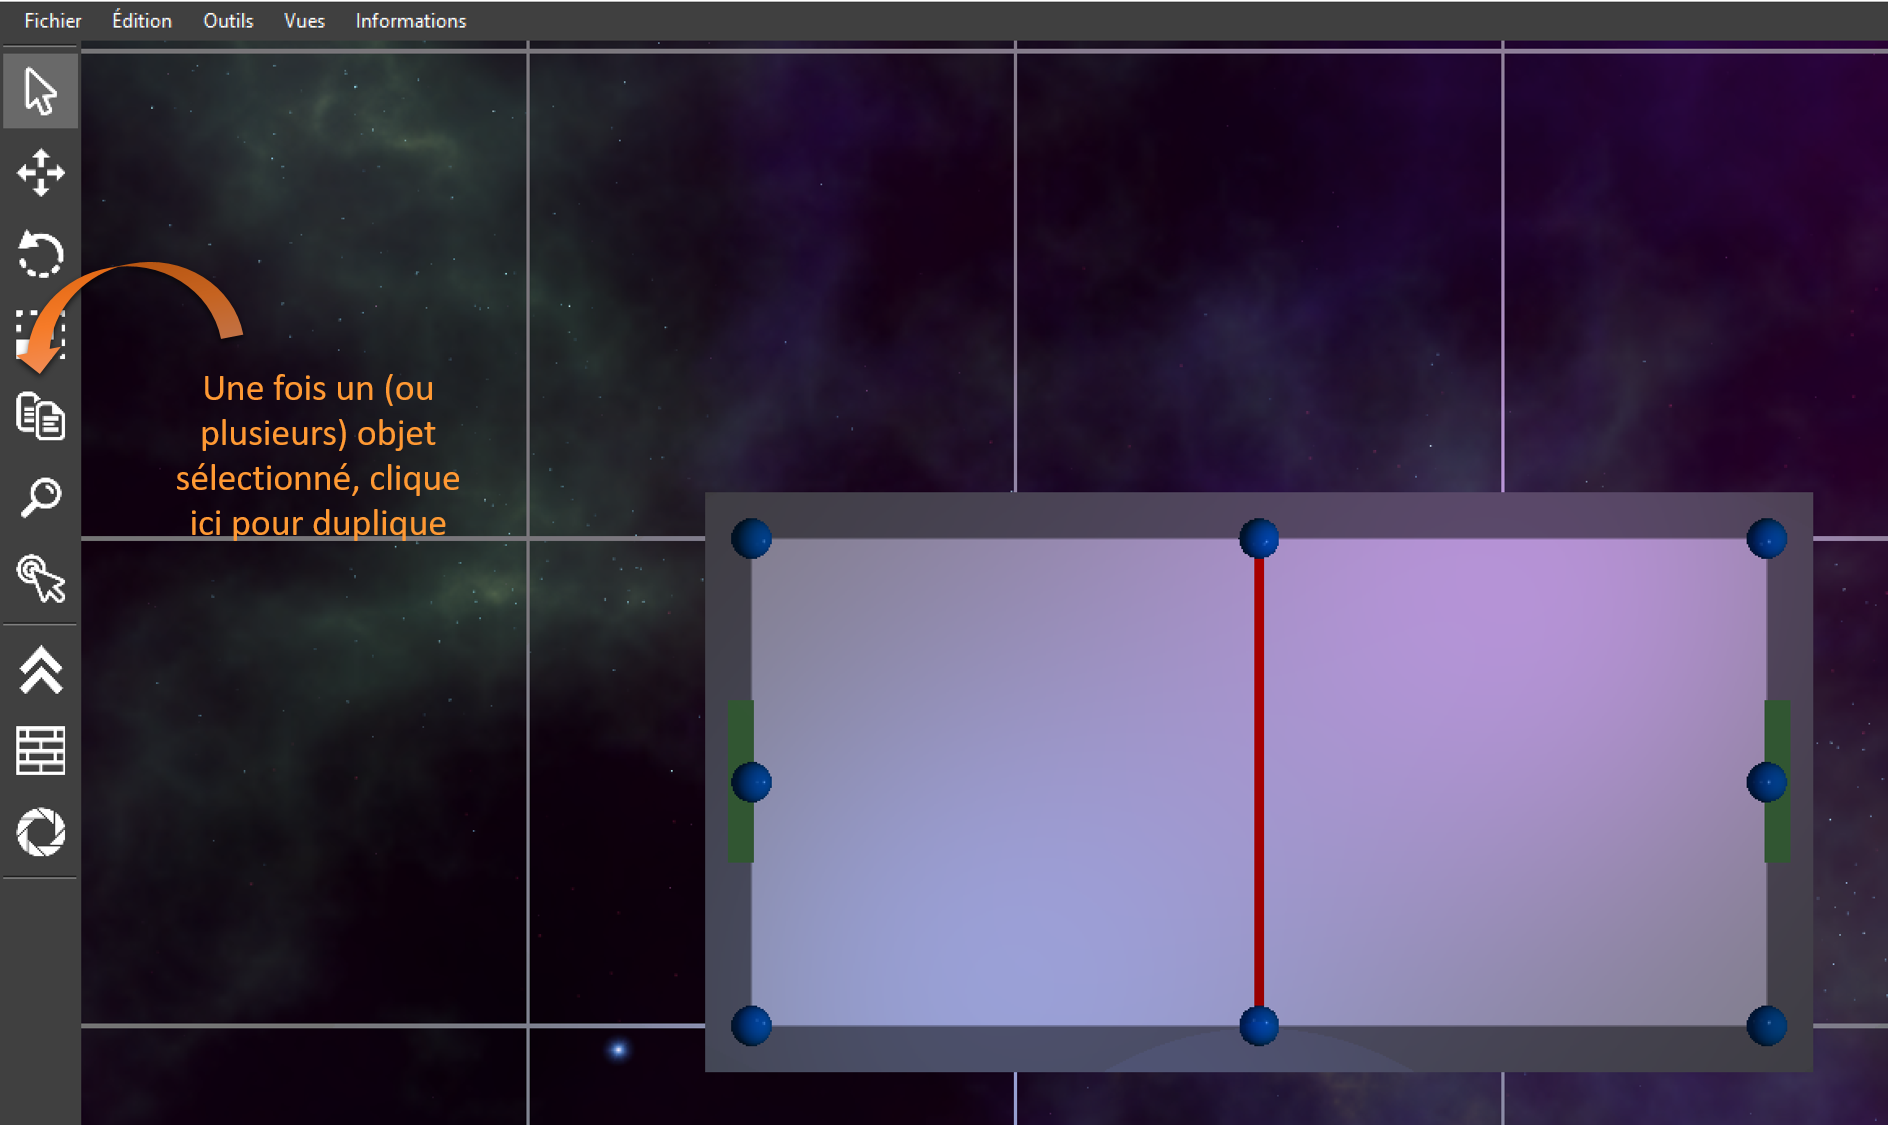 Fichier Édition Outils Vues Informations
Une fois un (ou
plusieurs) objet
sélectionné, clique
ici pour duplique